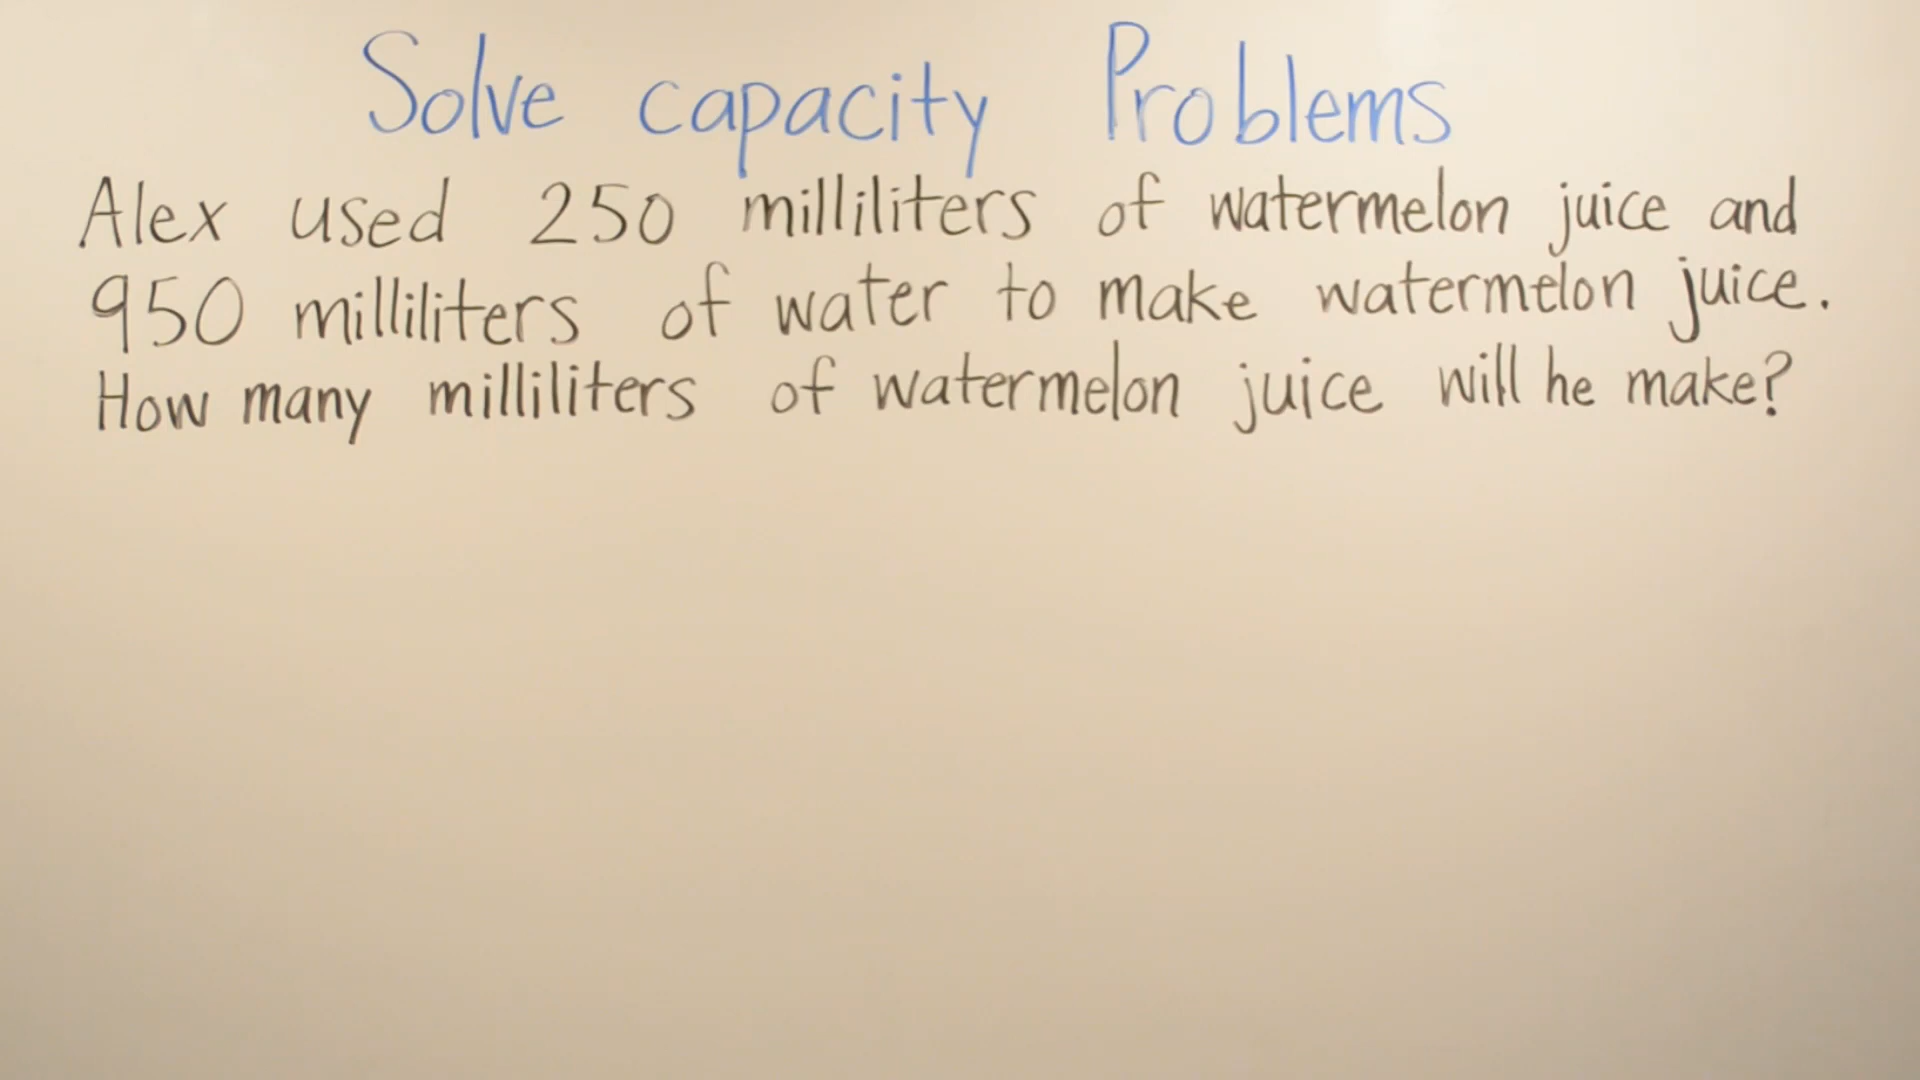 Solve capacity Problems
Alex used 250 milliliters of watermelon juice and
950 milliliters of water to make watermelon juice.
How many milliliters of watermelon juice will he make?